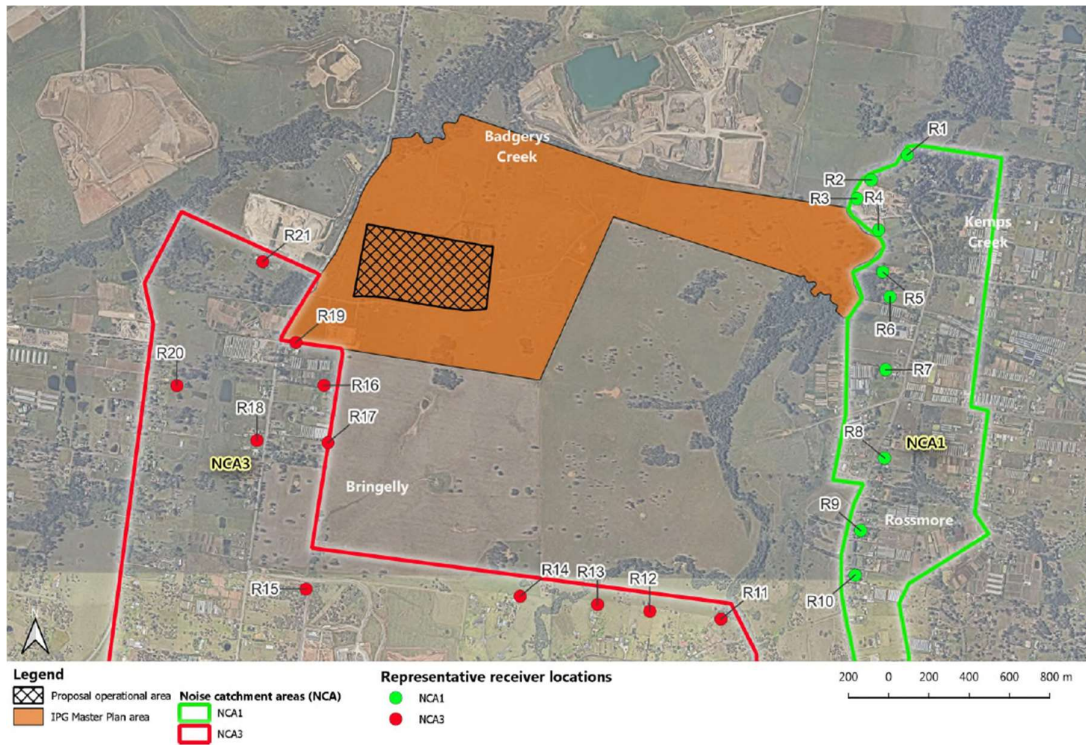 Badgerys
Creek
R1
R2
R3
R4
Kemps
Creek
R21
R5
R6
R19
R20
R16
R7
R18
R17
R8
NCA3
NCA1
Bringelly
R9
Rossmore
R15
R14
R13
R12
R11
R10
Legend
Proposal operational area
IPG Master Plan area
Noise catchment areas (NCA)
NCA1
NCA3
Representative receiver locations
NCA1
NCA3
200 0 200 400 600 800 m